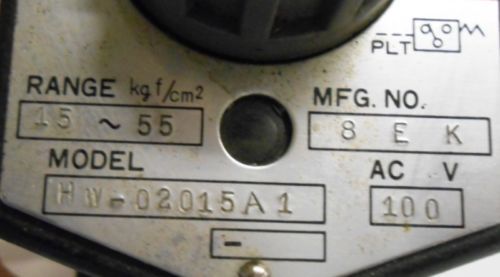 PLT
RANGE kgf/cm2
15 ~ 55
MFG. NO.
8 E K
MODEL
HW-02015A1
AC V
100
-